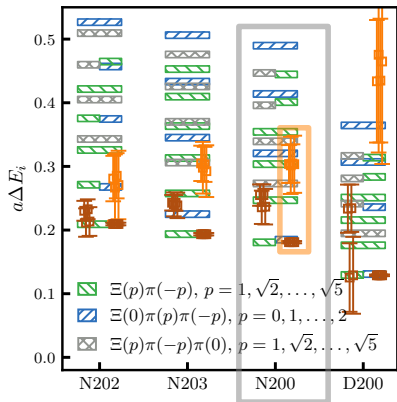 0.5
0.4
0.3
0.2
0.1
0.0
aΔE_i
Ξ(p)π(−p), p = 1, √2, . . . , √5
Ξ(0)π(p)π(−p), p = 0, 1, . . . , 2
Ξ(p)π(−p)π(0), p = 1, √2, . . . , √5
N202 N203 N200 D200